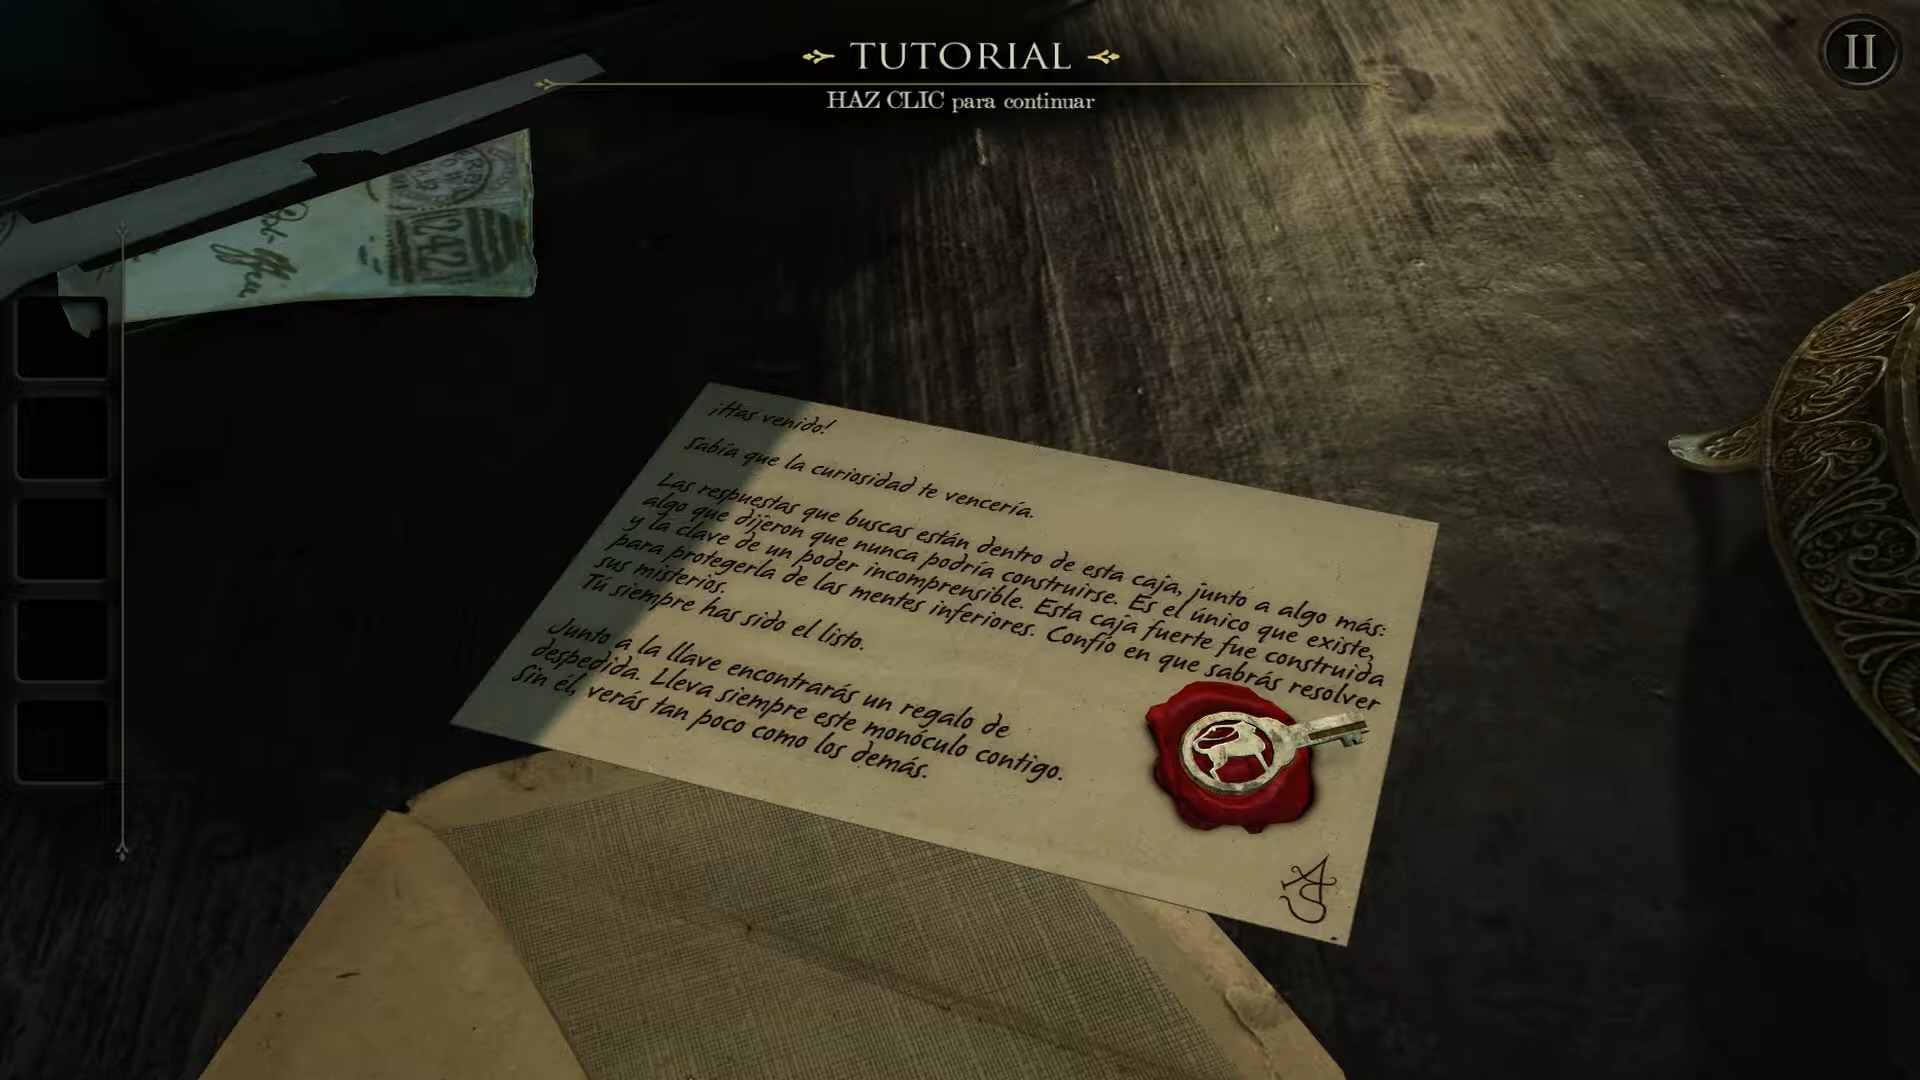 TUTORIAL
HAZ CLIC para continuar
II
1242
¡Has venido!
Sabía que la curiosidad te vencería.
Las respuestas que buscas están dentro de esta caja, junto a algo más:
algo que dijeron que nunca podría construirse. Es el único que existe,
y la clave de un poder incomprensible. Esta caja fuerte fue construida
para protegerla de las mentes inferiores. Confío en que sabrás resolver
sus misterios.
Tú siempre has sido el listo.
Junto a la llave encontrarás un regalo de
despedida. Lleva siempre este monóculo contigo.
Sin él, verás tan poco como los demás.
AS